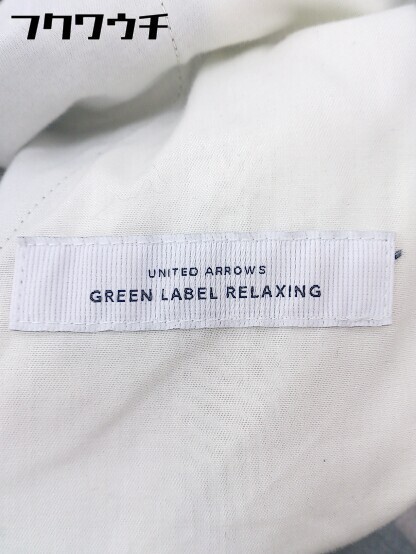 フクワウチ
UNITED ARROWS
GREEN LABEL RELAXING